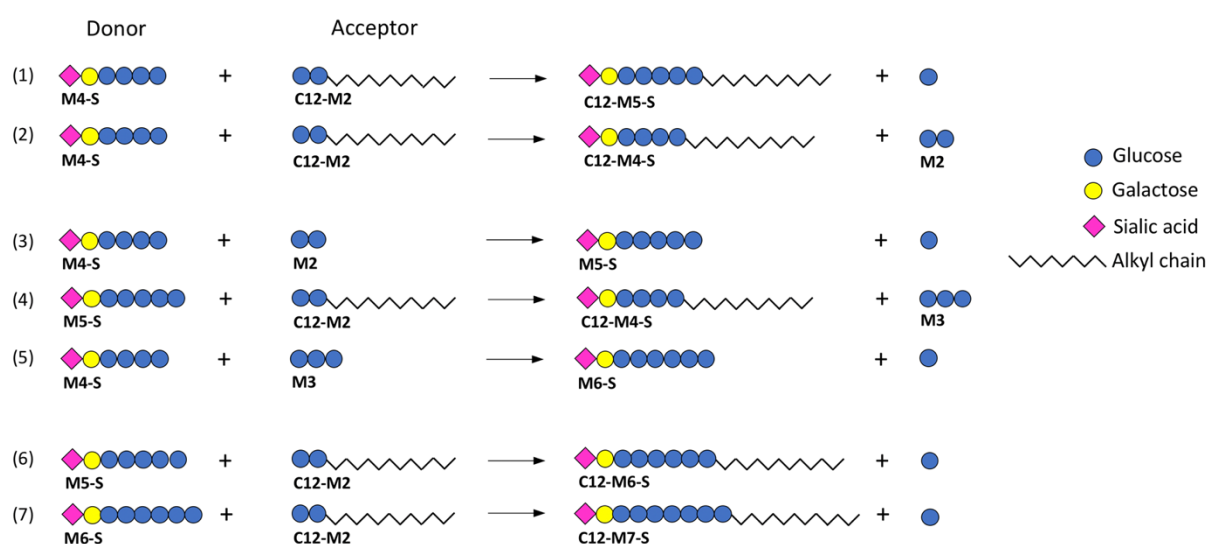 Donor Acceptor
(1) + +
M4-S C12-M2 C12-M5-S
(2) + +
M4-S C12-M2 C12-M4-S M2
Glucose
Galactose
Sialic acid
Alkyl chain
(3) + +
M4-S M2 M5-S
(4) + +
M5-S C12-M2 C12-M4-S M3
(5) + +
M4-S M3 M6-S
(6) + +
M5-S C12-M2 C12-M6-S
(7) + +
M6-S C12-M2 C12-M7-S